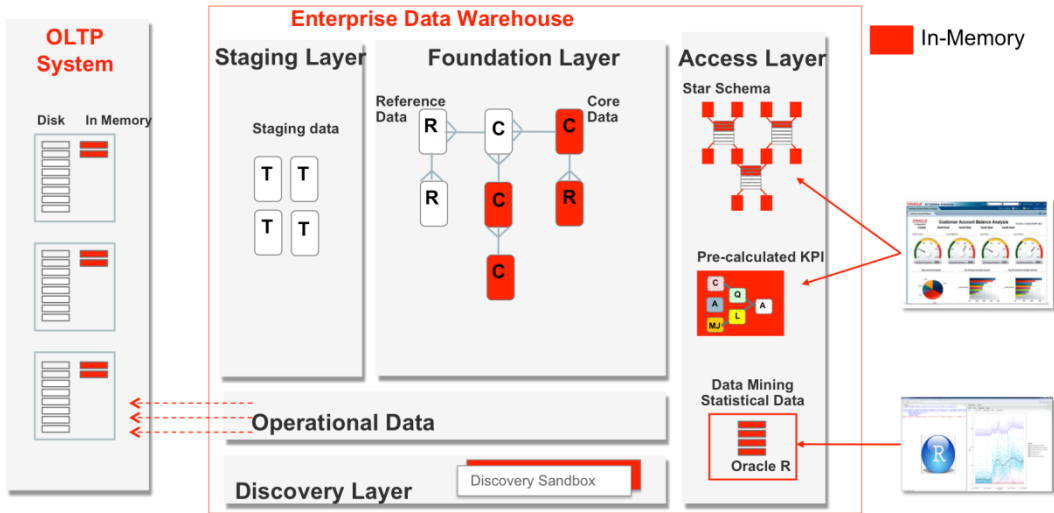 OLTP
System
Disk
In Memory
Enterprise Data Warehouse
Staging Layer
Staging data
T
T
T
T
Foundation Layer
Reference
Data
Core
Data
R
C
C
R
C
R
C
Operational Data
Discovery Layer
Discovery Sandbox
Access Layer
Star Schema
Pre-calculated KPI
C
Q
A
A
L
MJ
Data Mining
Statistical Data
Oracle R
In-Memory
ORACLE
Customer Account Balance Analysis
R